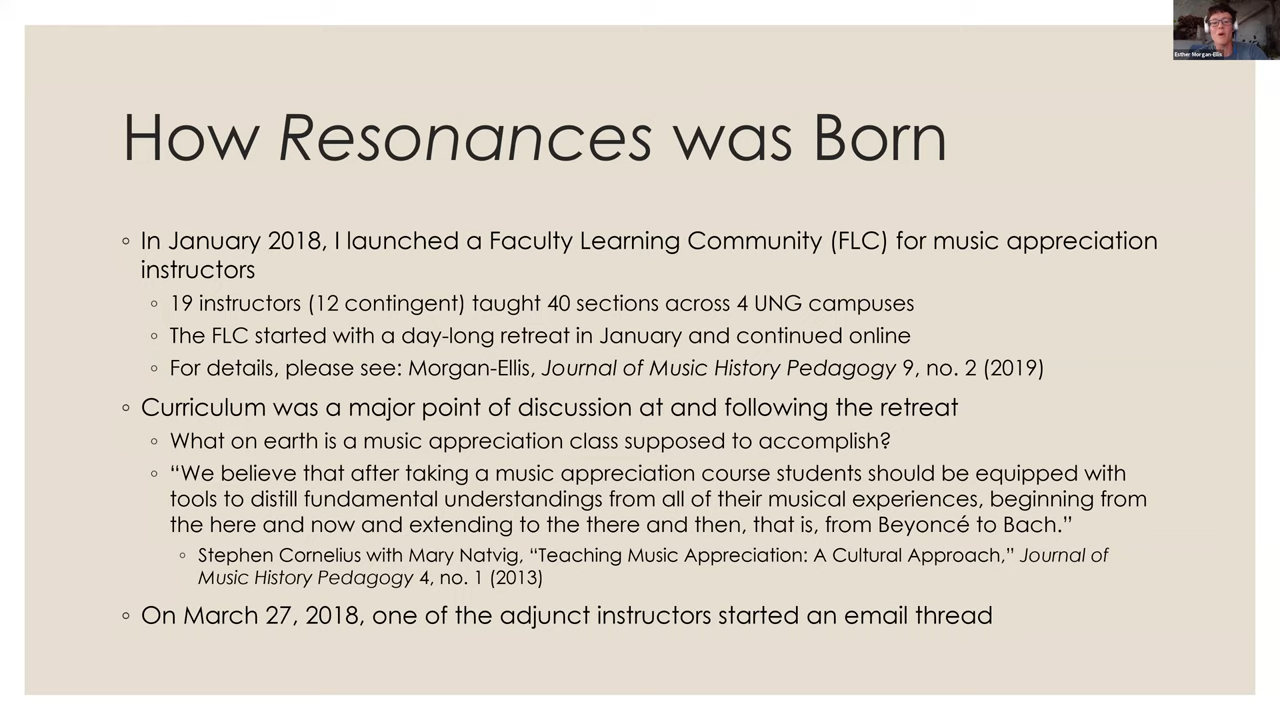 Esther Morgan-Ellis
How Resonances was Born
◦ In January 2018, I launched a Faculty Learning Community (FLC) for music appreciation
instructors
◦ 19 instructors (12 contingent) taught 40 sections across 4 UNG campuses
◦ The FLC started with a day-long retreat in January and continued online
◦ For details, please see: Morgan-Ellis, Journal of Music History Pedagogy 9, no. 2 (2019)
◦ Curriculum was a major point of discussion at and following the retreat
◦ What on earth is a music appreciation class supposed to accomplish?
◦ “We believe that after taking a music appreciation course students should be equipped with
tools to distill fundamental understandings from all of their musical experiences, beginning from
the here and now and extending to the there and then, that is, from Beyoncé to Bach.”
◦ Stephen Cornelius with Mary Natvig, “Teaching Music Appreciation: A Cultural Approach,” Journal of
Music History Pedagogy 4, no. 1 (2013)
◦ On March 27, 2018, one of the adjunct instructors started an email thread